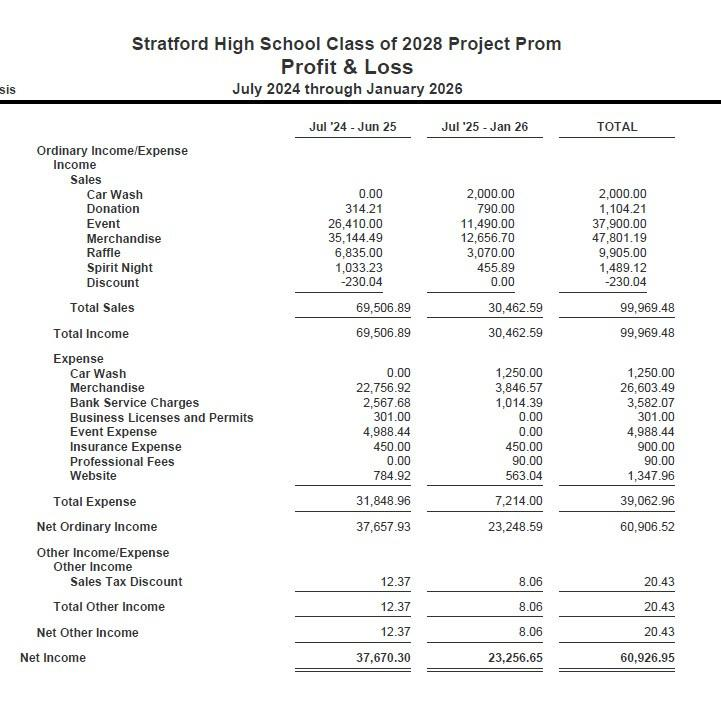 Stratford High School Class of 2028 Project Prom
Profit & Loss
sis July 2024 through January 2026
Jul '24 - Jun 25 Jul '25 - Jan 26 TOTAL
Ordinary Income/Expense
Income
Sales
Car Wash 0.00 2,000.00 2,000.00
Donation 314.21 790.00 1,104.21
Event 26,410.00 11,490.00 37,900.00
Merchandise 35,144.49 12,656.70 47,801.19
Raffle 6,835.00 3,070.00 9,905.00
Spirit Night 1,033.23 455.89 1,489.12
Discount -230.04 0.00 -230.04
Total Sales 69,506.89 30,462.59 99,969.48
Total Income 69,506.89 30,462.59 99,969.48
Expense
Car Wash 0.00 1,250.00 1,250.00
Merchandise 22,756.92 3,846.57 26,603.49
Bank Service Charges 2,567.68 1,014.39 3,582.07
Business Licenses and Permits 301.00 0.00 301.00
Event Expense 4,988.44 0.00 4,988.44
Insurance Expense 450.00 450.00 900.00
Professional Fees 0.00 90.00 90.00
Website 784.92 563.04 1,347.96
Total Expense 31,848.96 7,214.00 39,062.96
Net Ordinary Income 37,657.93 23,248.59 60,906.52
Other Income/Expense
Other Income
Sales Tax Discount 12.37 8.06 20.43
Total Other Income 12.37 8.06 20.43
Net Other Income 12.37 8.06 20.43
Net Income 37,670.30 23,256.65 60,926.95